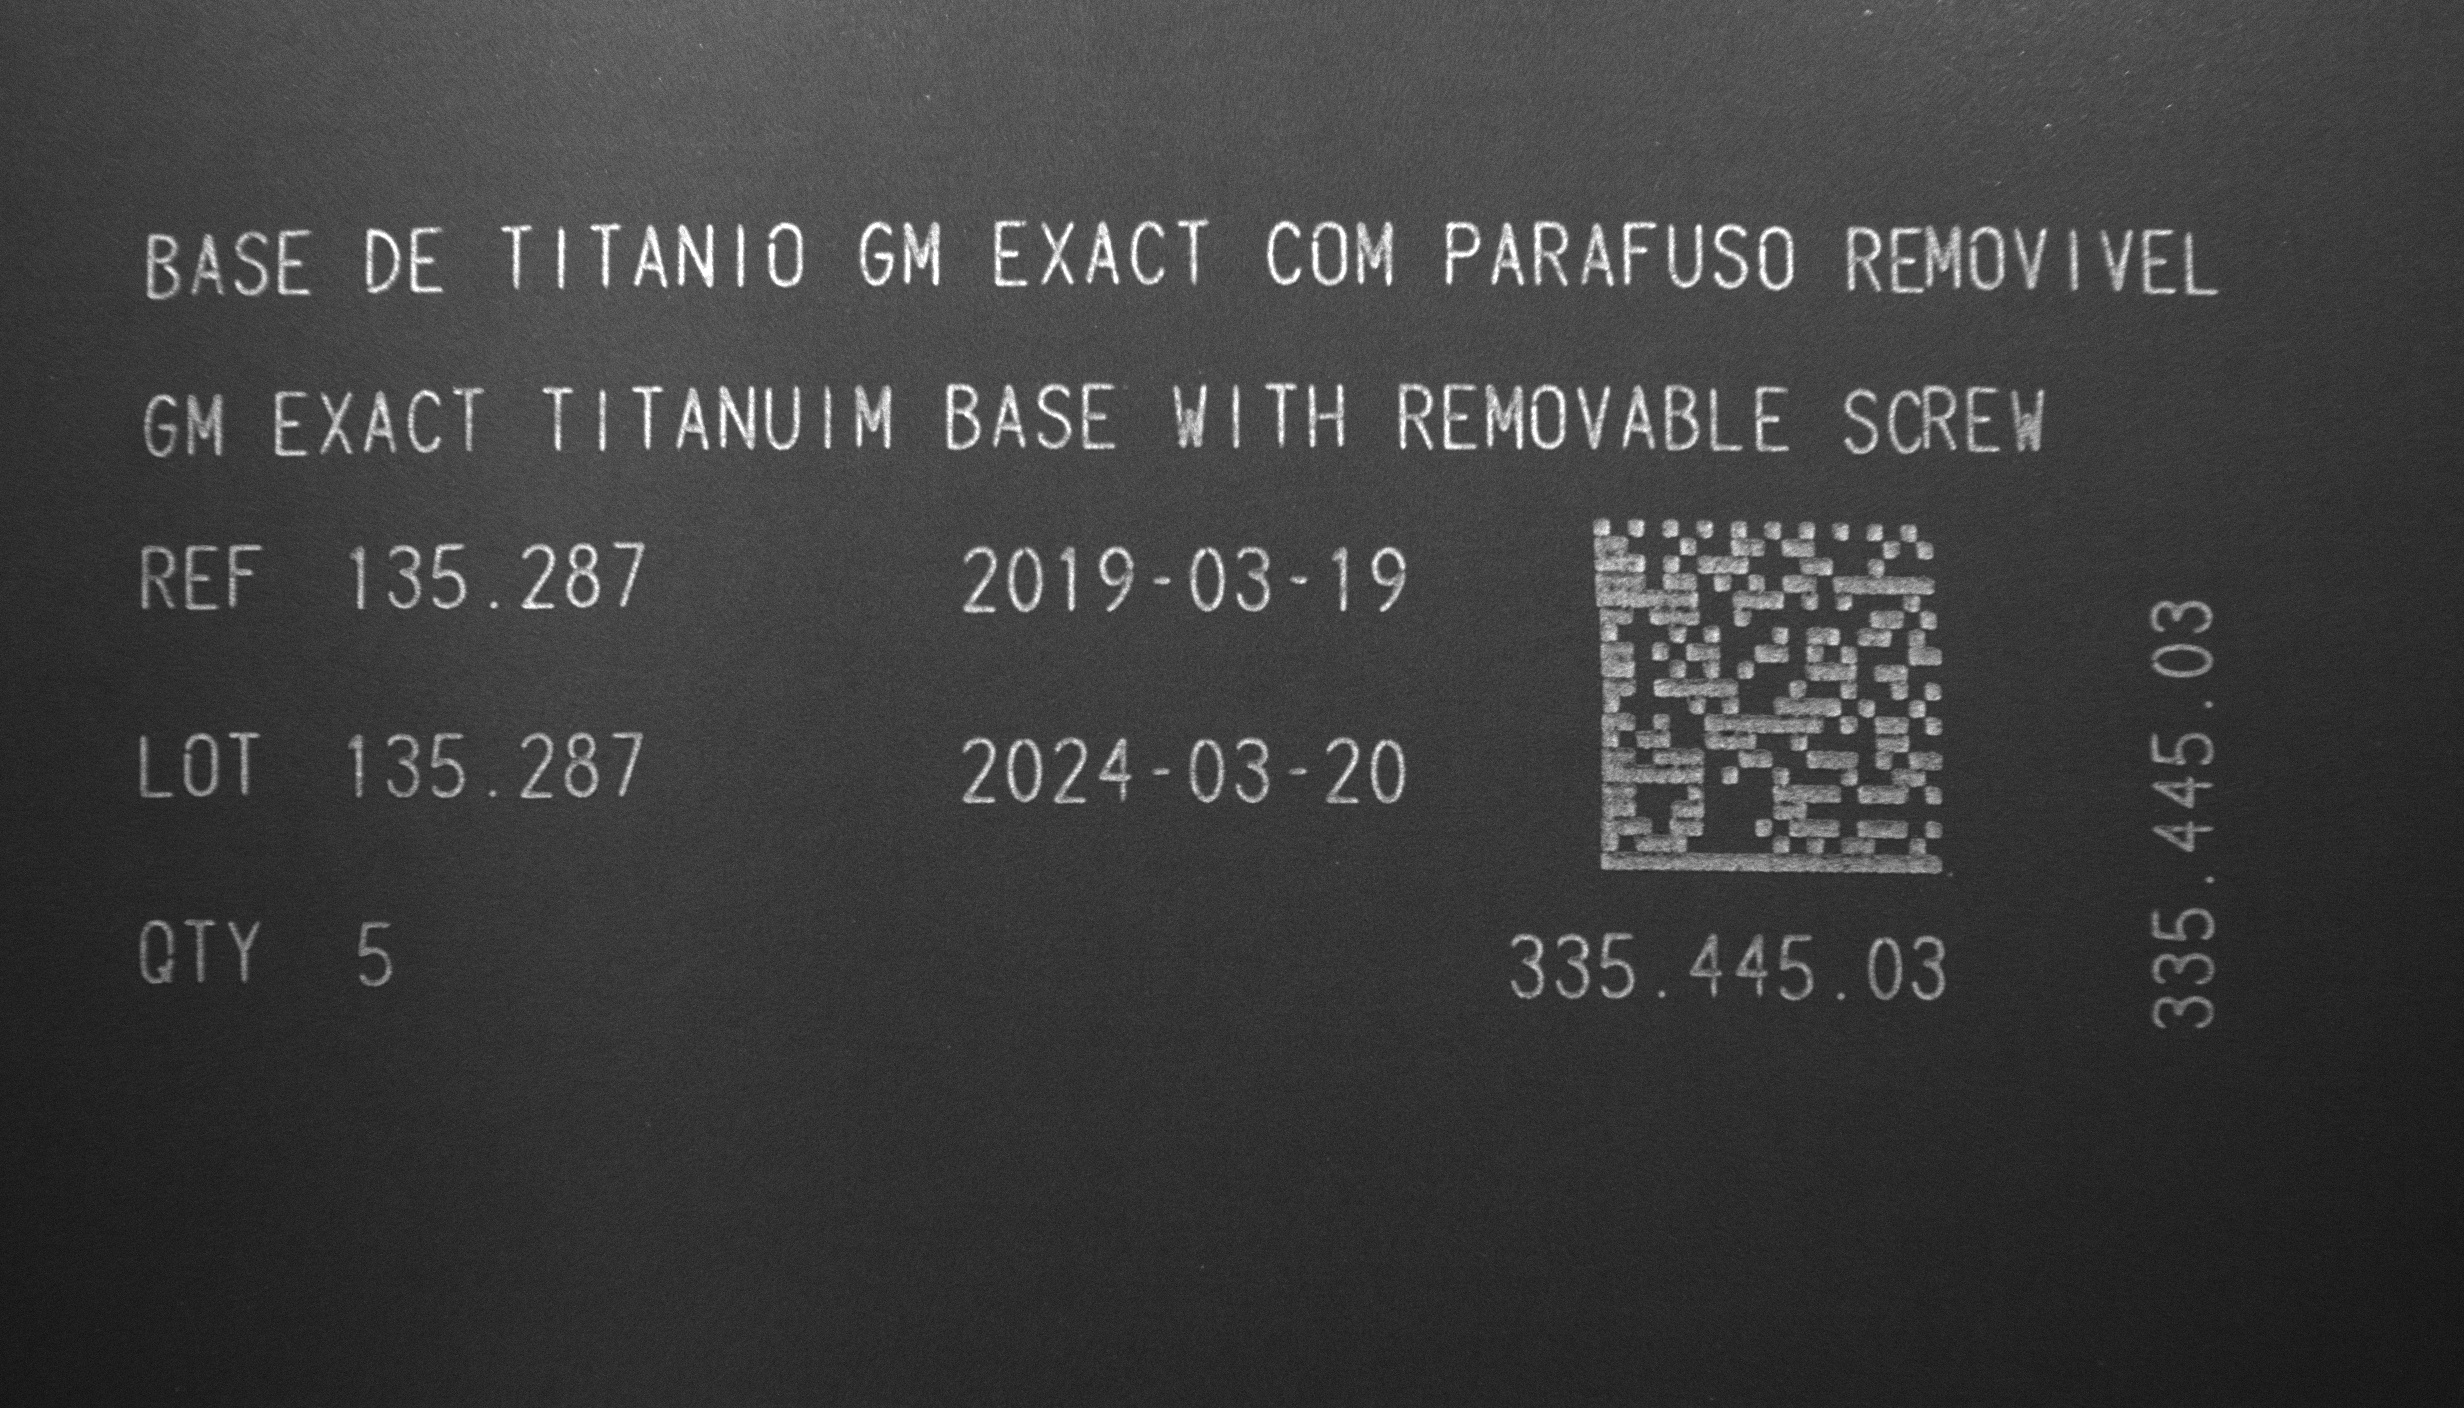 BASE DE TITANIO GM EXACT COM PARAFUSO REMOVIVEL
GM EXACT TITANUIM BASE WITH REMOVABLE SCREW
REF 135.287 2019-03-19
LOT 135.287 2024-03-20
QTY 5
335.445.03
335.445.03